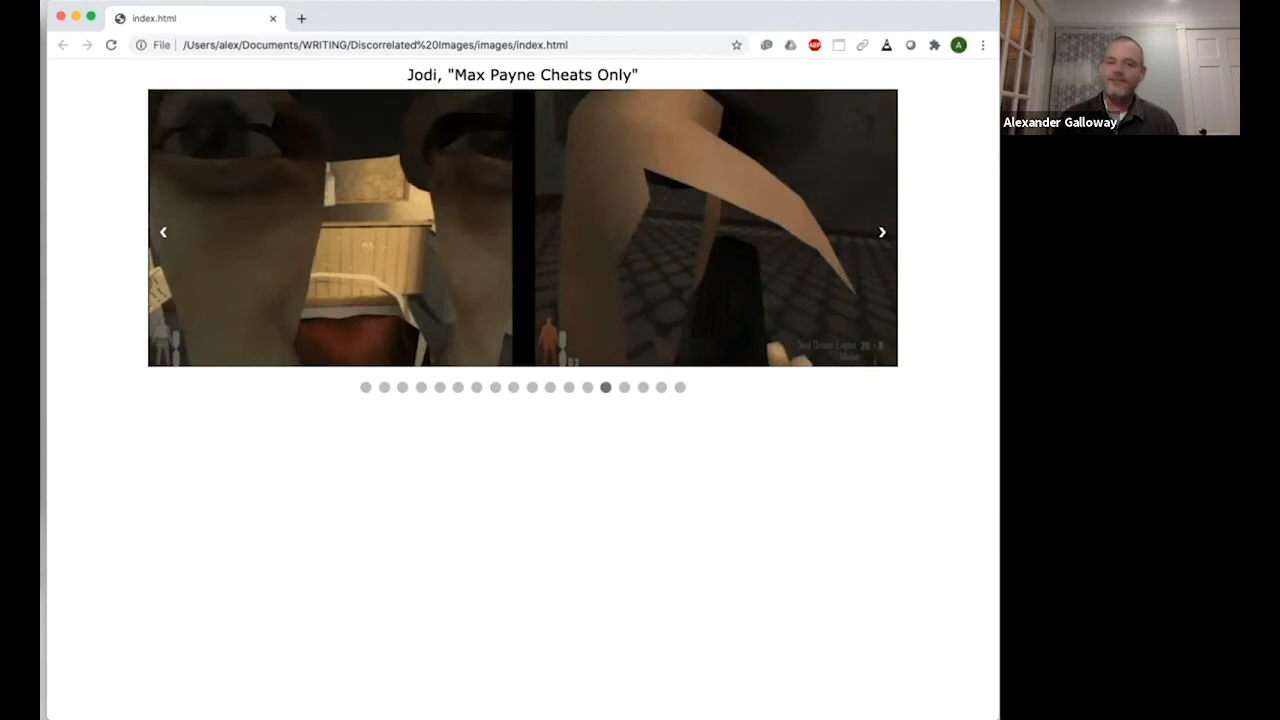 index.html
File
/Users/alex/Documents/WRITING/Discorrelated%20Images/images/index.html
ABP
A
Jodi, "Max Payne Cheats Only"
Alexander Galloway